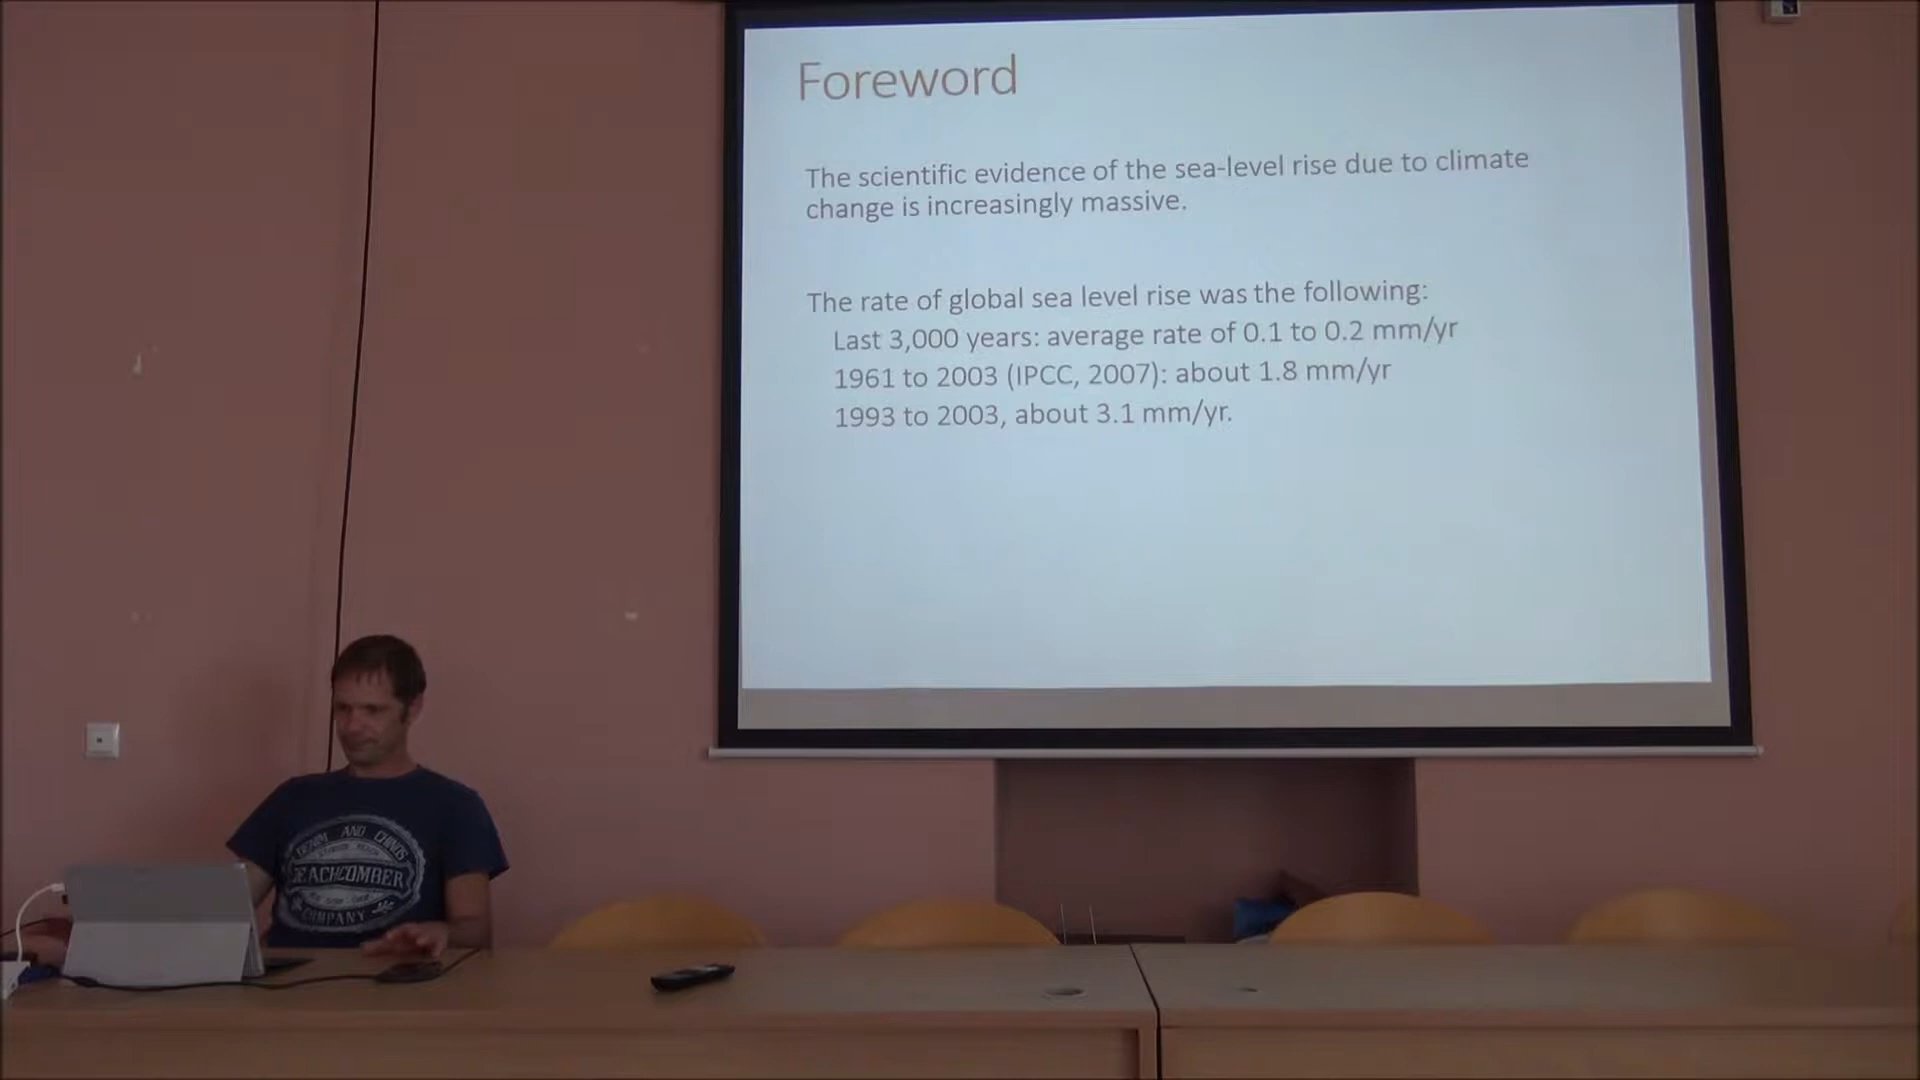 Foreword
The scientific evidence of the sea-level rise due to climate
change is increasingly massive.
The rate of global sea level rise was the following:
Last 3,000 years: average rate of 0.1 to 0.2 mm/yr
1961 to 2003 (IPCC, 2007): about 1.8 mm/yr
1993 to 2003, about 3.1 mm/yr.
DENIM AND CHINOS
BEACHCOMBER
COMPANY